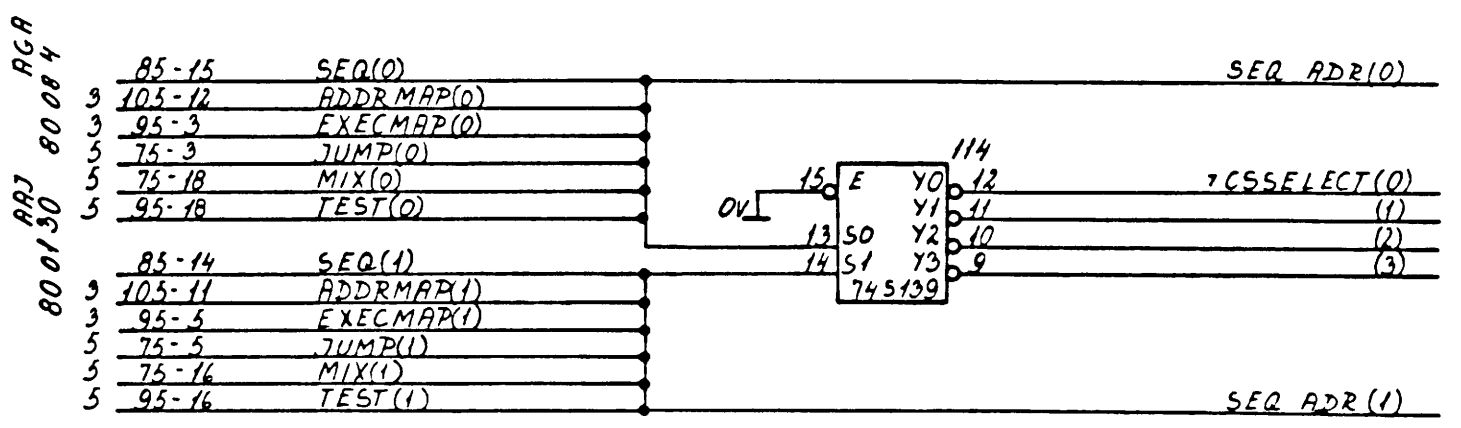 AGA
80084
AAJ
800130
85-15 SEQ(0) SEQ ADR(0)
3 105-12 ADDRMAP(0)
3 95-3 EXECMAP(0)
5 75-3 JUMP(0)
5 75-18 MIX(0)
5 95-18 TEST(0)
85-14 SEQ(1)
3 105-11 ADDRMAP(1)
3 95-5 EXECMAP(1)
5 75-5 JUMP(1)
5 75-16 MIX(1)
5 95-16 TEST(1) SEQ ADR(1)
114
15 E Y0 12 ¬CSSELECT(0)
0V Y1 11 (1)
13 S0 Y2 10 (2)
14 S1 Y3 9 (3)
74S139